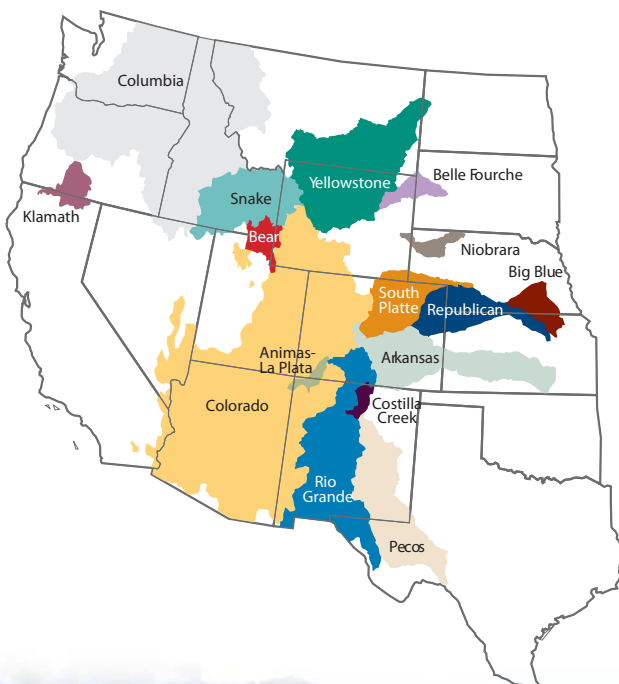 Columbia
Belle Fourche
Yellowstone
Snake
Klamath
Bear
Niobrara
Big Blue
South
Platte
Republican
Animas-
La Plata
Arkansas
Colorado
Costilla
Creek
Rio
Grande
Pecos